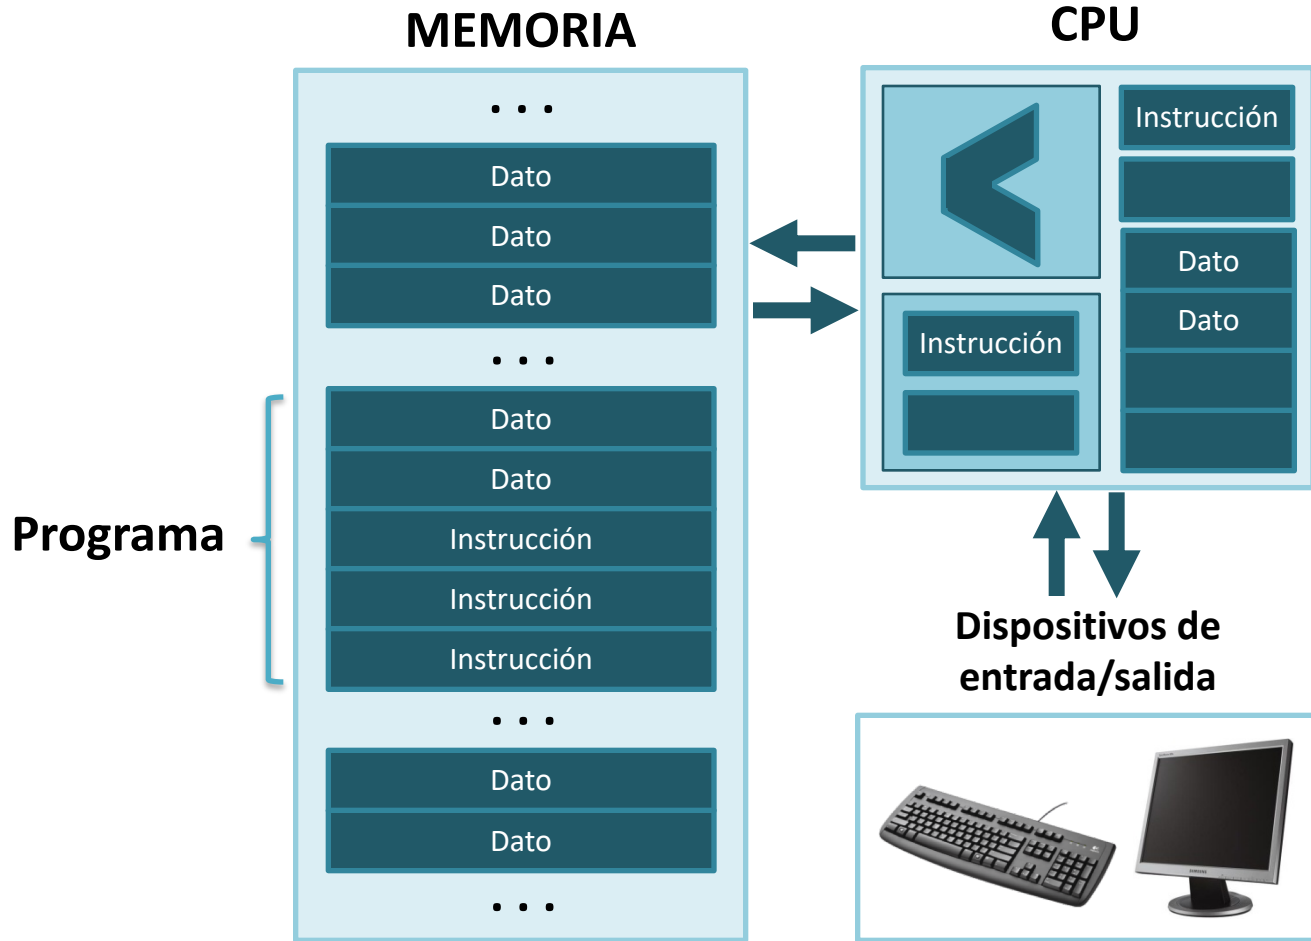 MEMORIA
. . .
Dato
Dato
Dato
. . .
Programa
Dato
Dato
Instrucción
Instrucción
Instrucción
. . .
Dato
Dato
. . .
CPU
Instrucción
Instrucción
Dato
Dato
Dispositivos de
entrada/salida
SAMSUNG